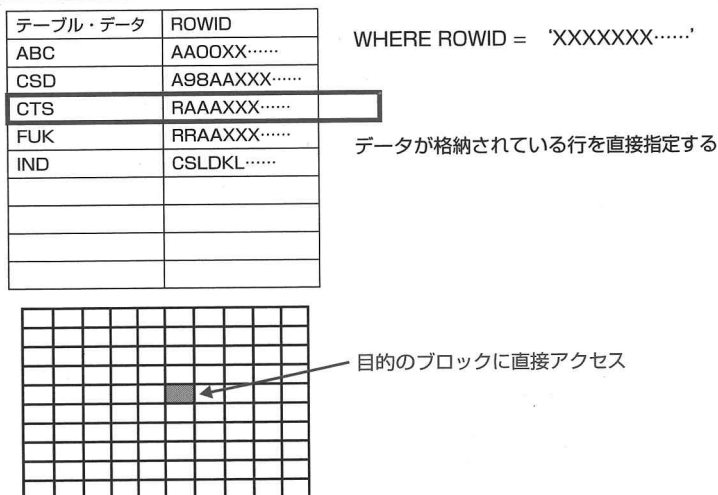 テーブル・データ ROWID
ABC AA00XX……
CSD A98AAXXX……
CTS RAAAXXX……
FUK RRAAXXX……
IND CSLDKL……
WHERE ROWID = ‘XXXXXXX……’
データが格納されている行を直接指定する
目的のブロックに直接アクセス